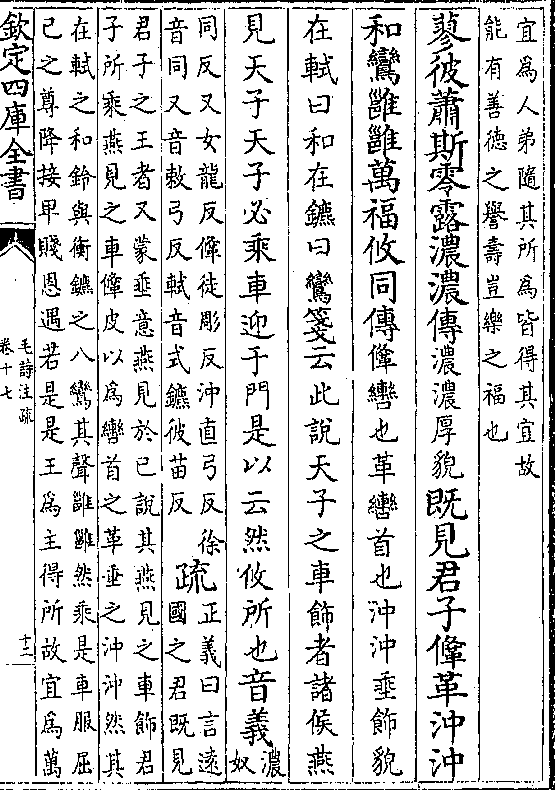 宜為人弟隨其所為皆得其宜故
能有善德之譽壽豈樂之福也
蓼彼蕭斯零露濃濃傳濃濃厚貌既見君子鞗革沖沖
和鸞雝雝萬福攸同傳鞗轡也革轡首也沖沖垂飾貌
在軾曰和在鑣曰鸞箋云此說天子之車飾者諸侯燕
見天子天子必乘車迎于門是以云然攸所也音義濃奴
同反又女龍反鞗徒彫反沖直弓反徐
音同又音敕弓反軾音式鑣彼苗反
疏正義曰言遠
國之君既見
君子之王者又蒙垂意燕見於已說其燕見之車飾君
子所乘燕見之車鞗皮以為轡首之革垂之沖沖然其
在軾之和鈴與衡鑣之八鸞其聲雝雝然乘是車服屈
已之尊降接卑賤恩遇若是是王為主得所故宜為萬
欽定四庫全書
毛詩注疏
卷十七
十二